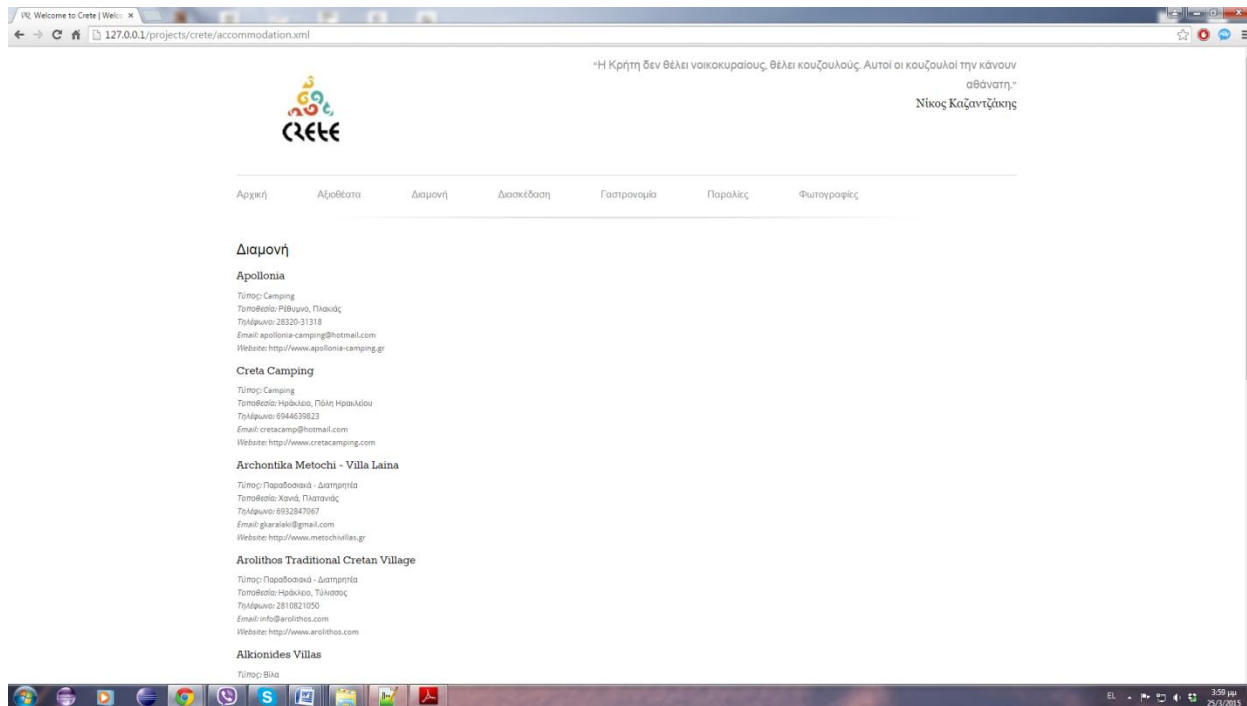 Welcome to Crete | Welc
127.0.0.1/projects/crete/accommodation.xml
"Η Κρήτη δεν θέλει νοικοκυραίους, θέλει κουζουλούς. Αυτοί οι κουζουλοί την κάνουν
αθάνατη."
Νίκος Καζαντζάκης
CRETE
Αρχική Αξιοθέατα Διαμονή Διασκέδαση Γαστρονομία Παραλίες Φωτογραφίες
Διαμονή
Apollonia
Τύπος: Camping
Τοποθεσία: Ρέθυμνο, Πλακιάς
Τηλέφωνο: 28320-31318
Email: apollonia-camping@hotmail.com
Website: http://www.apollonia-camping.gr
Creta Camping
Τύπος: Camping
Τοποθεσία: Ηράκλειο, Πόλη Ηρακλείου
Τηλέφωνο: 6944639823
Email: cretacamp@hotmail.com
Website: http://www.cretacamping.com
Archontika Metochi - Villa Laina
Τύπος: Παραδοσιακά - Διατηρητέα
Τοποθεσία: Χανιά, Πλατανιάς
Τηλέφωνο: 6932847067
Email: gkaralaki@gmail.com
Website: http://www.metochivillas.gr
Arolithos Traditional Cretan Village
Τύπος: Παραδοσιακά - Διατηρητέα
Τοποθεσία: Ηράκλειο, Τύλισσος
Τηλέφωνο: 2810821050
Email: info@arolithos.com
Website: http://www.arolithos.com
Alkionides Villas
Τύπος: Βίλα
EL
3:59 μμ
25/3/2015